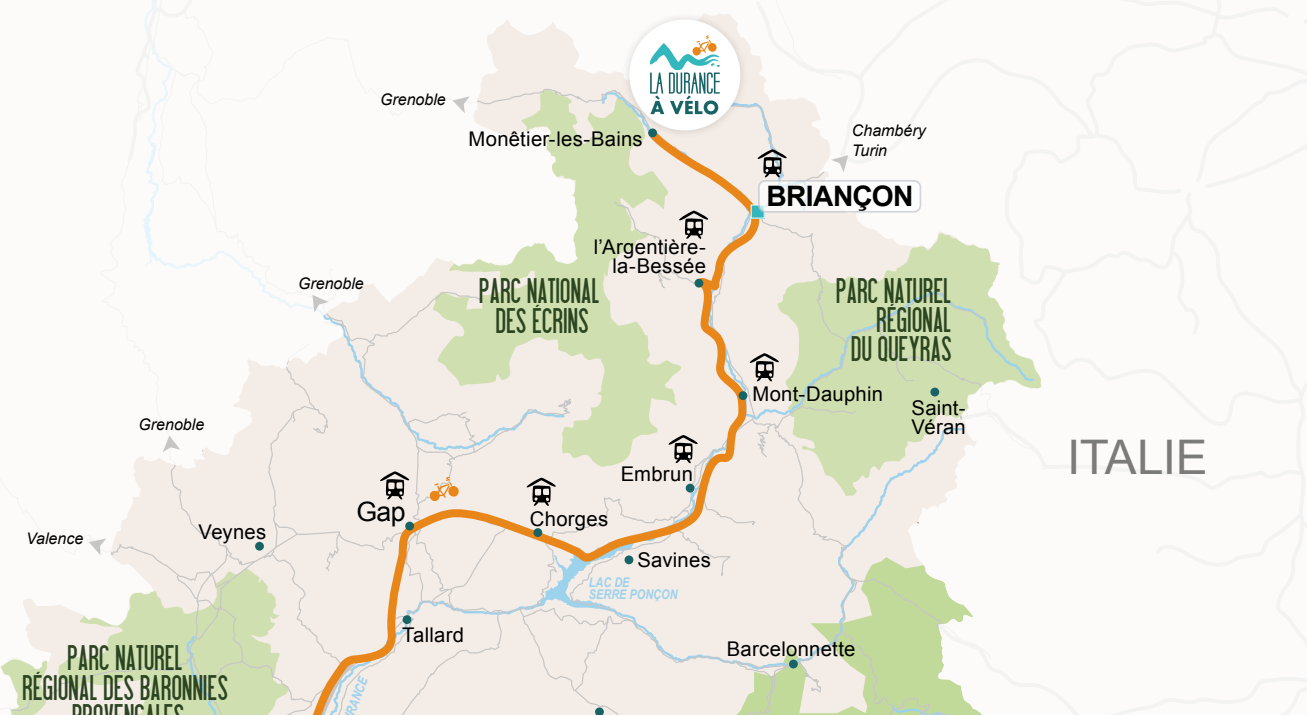 LA DURANCE
À VÉLO
Grenoble
Monêtier-les-Bains
Chambéry
Turin
BRIANÇON
l'Argentière-
la-Bessée
Grenoble
PARC NATIONAL
DES ÉCRINS
PARC NATUREL
RÉGIONAL
DU QUEYRAS
Mont-Dauphin
Saint-
Véran
Grenoble
ITALIE
Embrun
Gap
Chorges
Veynes
Valence
Savines
LAC DE
SERRE PONÇON
Tallard
Barcelonnette
PARC NATUREL
RÉGIONAL DES BARONNIES
PROVENÇALES